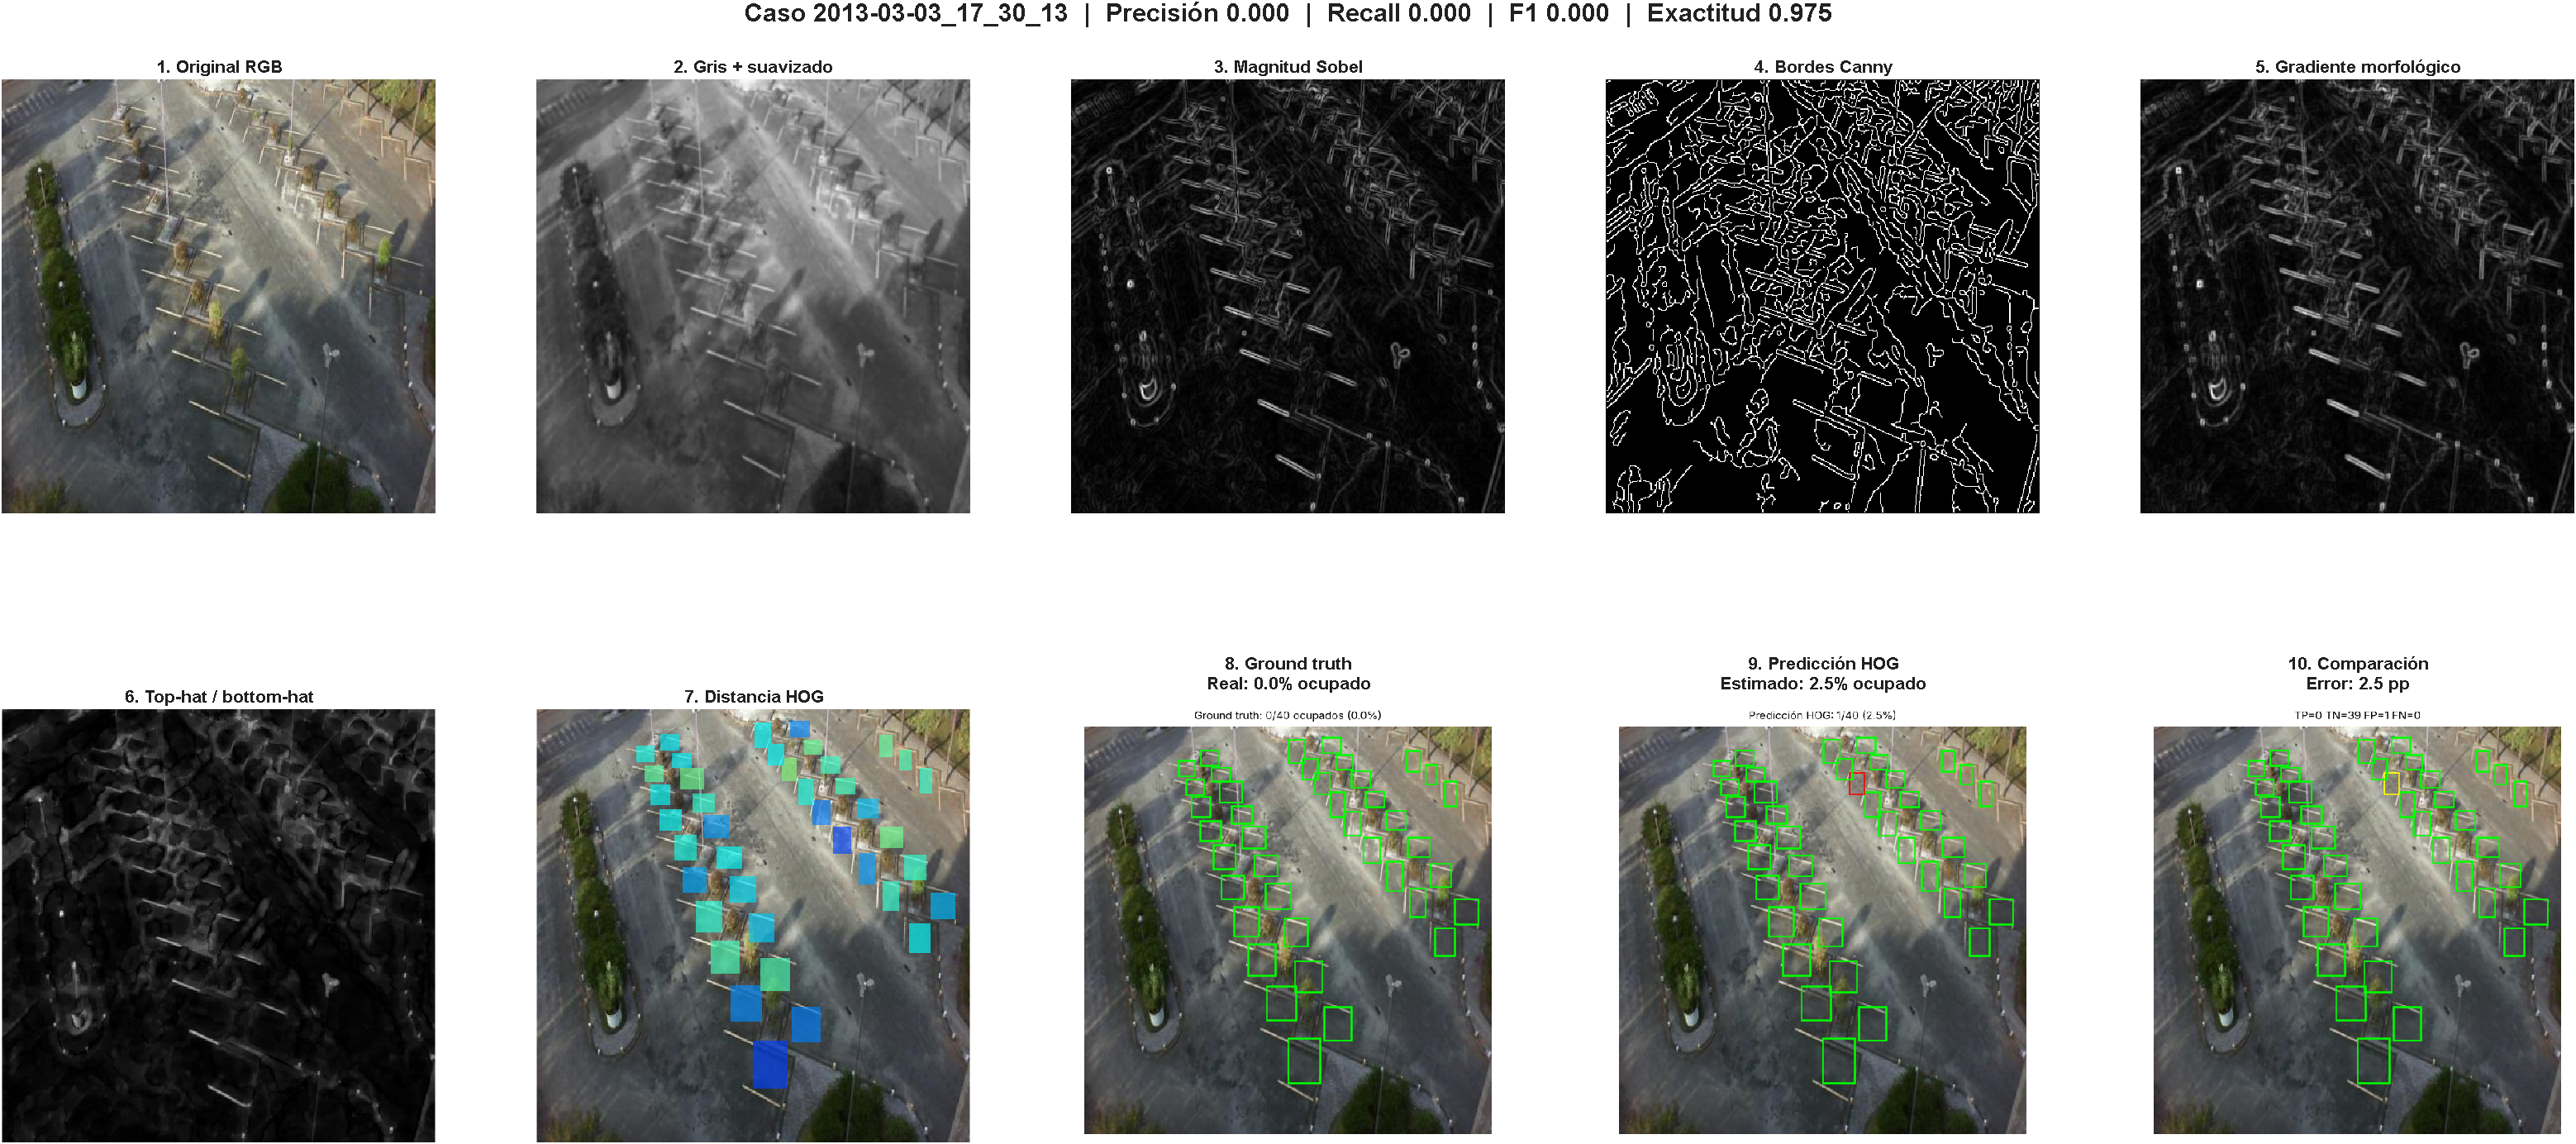 Caso 2013-03-03_17_30_13 | Precisión 0.000 | Recall 0.000 | F1 0.000 | Exactitud 0.975
1. Original RGB
2. Gris + suavizado
3. Magnitud Sobel
4. Bordes Canny
5. Gradiente morfológico
6. Top-hat / bottom-hat
7. Distancia HOG
8. Ground truth
Real: 0.0% ocupado
Ground truth: 0/40 ocupados (0.0%)
9. Predicción HOG
Estimado: 2.5% ocupado
Predicción HOG: 1/40 (2.5%)
10. Comparación
Error: 2.5 pp
TP=0 TN=39 FP=1 FN=0